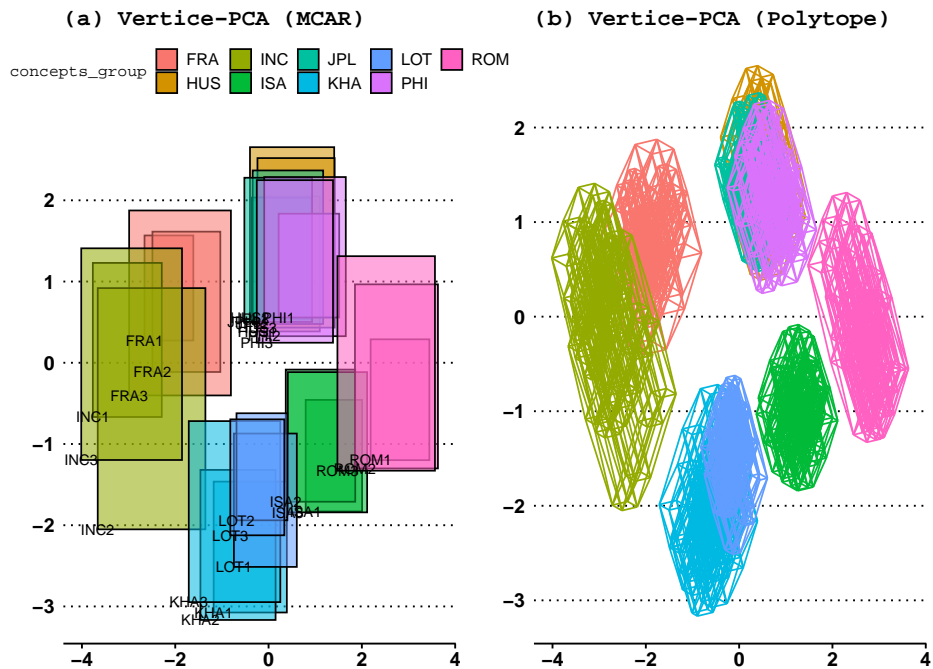 (a) Vertice−PCA (MCAR)
(b) Vertice−PCA (Polytope)
concepts_group
FRA INC JPL LOT ROM
HUS ISA KHA PHI
2
1
0
−1
−2
−3
−4 −2 0 2 4
FRA1
FRA2
FRA3
INC1
INC3
INC2
PHI1
PHI3
ROM1
ROM2
ROM3
ISA2
LOT2
LOT3
LOT1
KHA3
KHA1
KHA2
2
1
0
−1
−2
−3
−4 −2 0 2 4